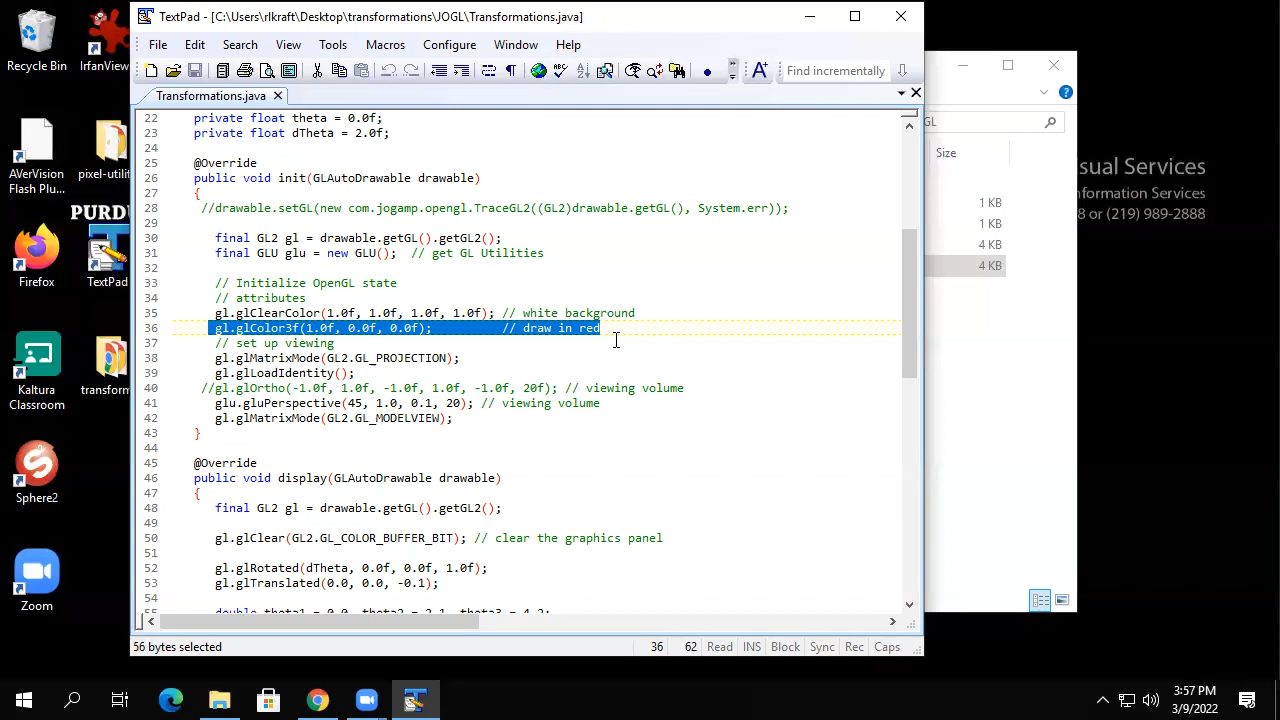 TextPad - [C:\Users\rlkraft\Desktop\transformations\JOGL\Transformations.java]
File Edit Search View Tools Macros Configure Window Help
Find incrementally
Transformations.java
22 private float theta = 0.0f;
23 private float dTheta = 2.0f;
24
25 @Override
26 public void init(GLAutoDrawable drawable)
27 {
28 //drawable.setGL(new com.jogamp.opengl.TraceGL2((GL2)drawable.getGL(), System.err));
29
30 final GL2 gl = drawable.getGL().getGL2();
31 final GLU glu = new GLU(); // get GL Utilities
32
33 // Initialize OpenGL state
34 // attributes
35 gl.glClearColor(1.0f, 1.0f, 1.0f, 1.0f); // white background
36 gl.glColor3f(1.0f, 0.0f, 0.0f); // draw in red
37 // set up viewing
38 gl.glMatrixMode(GL2.GL_PROJECTION);
39 gl.glLoadIdentity();
40 //gl.glOrtho(-1.0f, 1.0f, -1.0f, 1.0f, -1.0f, 20f); // viewing volume
41 glu.gluPerspective(45, 1.0, 0.1, 20); // viewing volume
42 gl.glMatrixMode(GL2.GL_MODELVIEW);
43 }
44
45 @Override
46 public void display(GLAutoDrawable drawable)
47 {
48 final GL2 gl = drawable.getGL().getGL2();
49
50 gl.glClear(GL2.GL_COLOR_BUFFER_BIT); // clear the graphics panel
51
52 gl.glRotated(dTheta, 0.0f, 0.0f, 1.0f);
53 gl.glTranslated(0.0, 0.0, -0.1);
54
55 double theta1 = 0.0, theta2 = 2.1, theta3 = 4.2;
56 bytes selected 36 62 Read INS Block Sync Rec Caps
Recycle Bin
IrfanView
AVerVision
Flash Plu...
pixel-utilit
PURDU
Firefox
TextPad
Kaltura
Classroom
transform
Sphere2
Zoom
GL
Size
1 KB
1 KB
4 KB
4 KB
sual Services
nformation Services
8 or (219) 989-2888
3:57 PM
3/9/2022